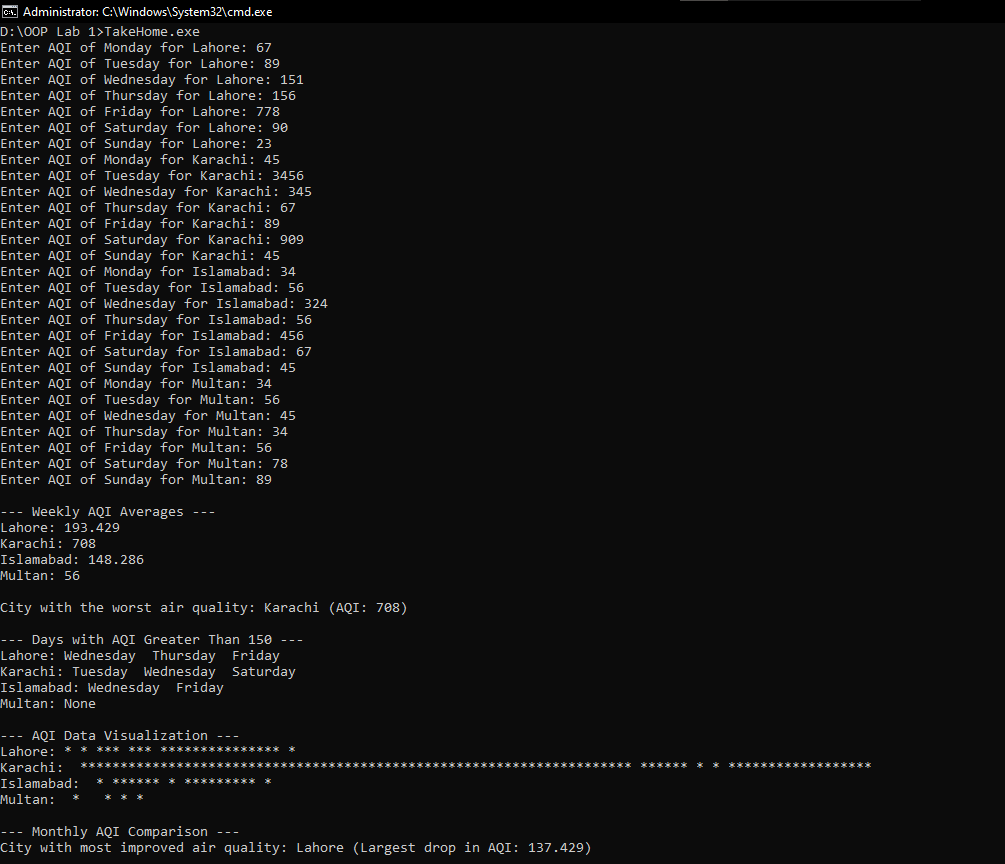 Administrator: C:\Windows\System32\cmd.exe
D:\OOP Lab 1>TakeHome.exe
Enter AQI of Monday for Lahore: 67
Enter AQI of Tuesday for Lahore: 89
Enter AQI of Wednesday for Lahore: 151
Enter AQI of Thursday for Lahore: 156
Enter AQI of Friday for Lahore: 778
Enter AQI of Saturday for Lahore: 90
Enter AQI of Sunday for Lahore: 23
Enter AQI of Monday for Karachi: 45
Enter AQI of Tuesday for Karachi: 3456
Enter AQI of Wednesday for Karachi: 345
Enter AQI of Thursday for Karachi: 67
Enter AQI of Friday for Karachi: 89
Enter AQI of Saturday for Karachi: 909
Enter AQI of Sunday for Karachi: 45
Enter AQI of Monday for Islamabad: 34
Enter AQI of Tuesday for Islamabad: 56
Enter AQI of Wednesday for Islamabad: 324
Enter AQI of Thursday for Islamabad: 56
Enter AQI of Friday for Islamabad: 456
Enter AQI of Saturday for Islamabad: 67
Enter AQI of Sunday for Islamabad: 45
Enter AQI of Monday for Multan: 34
Enter AQI of Tuesday for Multan: 56
Enter AQI of Wednesday for Multan: 45
Enter AQI of Thursday for Multan: 34
Enter AQI of Friday for Multan: 56
Enter AQI of Saturday for Multan: 78
Enter AQI of Sunday for Multan: 89

--- Weekly AQI Averages ---
Lahore: 193.429
Karachi: 708
Islamabad: 148.286
Multan: 56

City with the worst air quality: Karachi (AQI: 708)

--- Days with AQI Greater Than 150 ---
Lahore: Wednesday  Thursday  Friday
Karachi: Tuesday  Wednesday  Saturday
Islamabad: Wednesday  Friday
Multan: None

--- AQI Data Visualization ---
Lahore: * * *** *** *************** *
Karachi:  ********************************************************************* ****** * * ******************
Islamabad:  * ****** * ********* *
Multan:  *   * * *

--- Monthly AQI Comparison ---
City with most improved air quality: Lahore (Largest drop in AQI: 137.429)